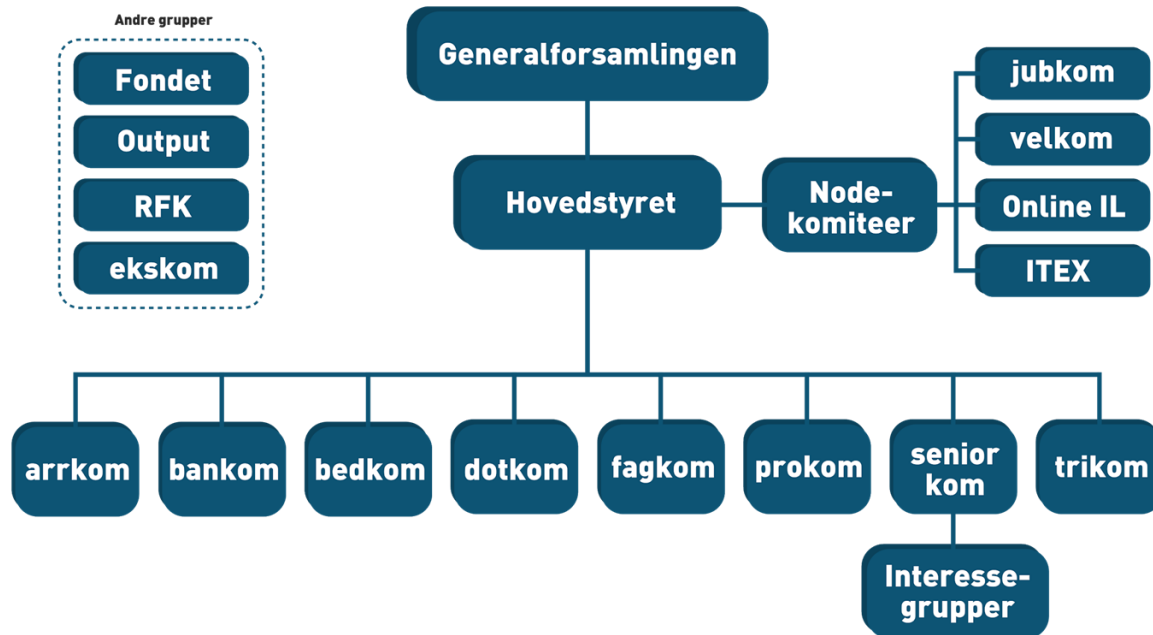 Andre grupper
Fondet
Output
RFK
ekskom
Generalforsamlingen
Hovedstyret
Node-
komiteer
jubkom
velkom
Online IL
ITEX
arrkom
bankom
bedkom
dotkom
fagkom
prokom
senior
kom
trikom
Interesse-
grupper